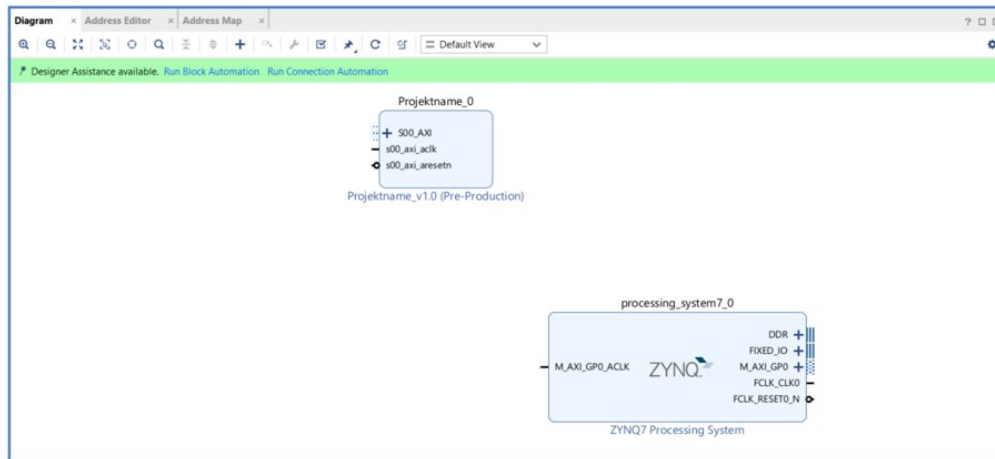 Diagram × Address Editor × Address Map ×
Default View
Designer Assistance available. Run Block Automation Run Connection Automation
Projektname_0
S00_AXI
s00_axi_aclk
s00_axi_aresetn
Projektname_v1.0 (Pre-Production)
processing_system7_0
DDR
FIXED_IO
M_AXI_GP0_ACLK ZYNQ. M_AXI_GP0
FCLK_CLK0
FCLK_RESET0_N
ZYNQ7 Processing System